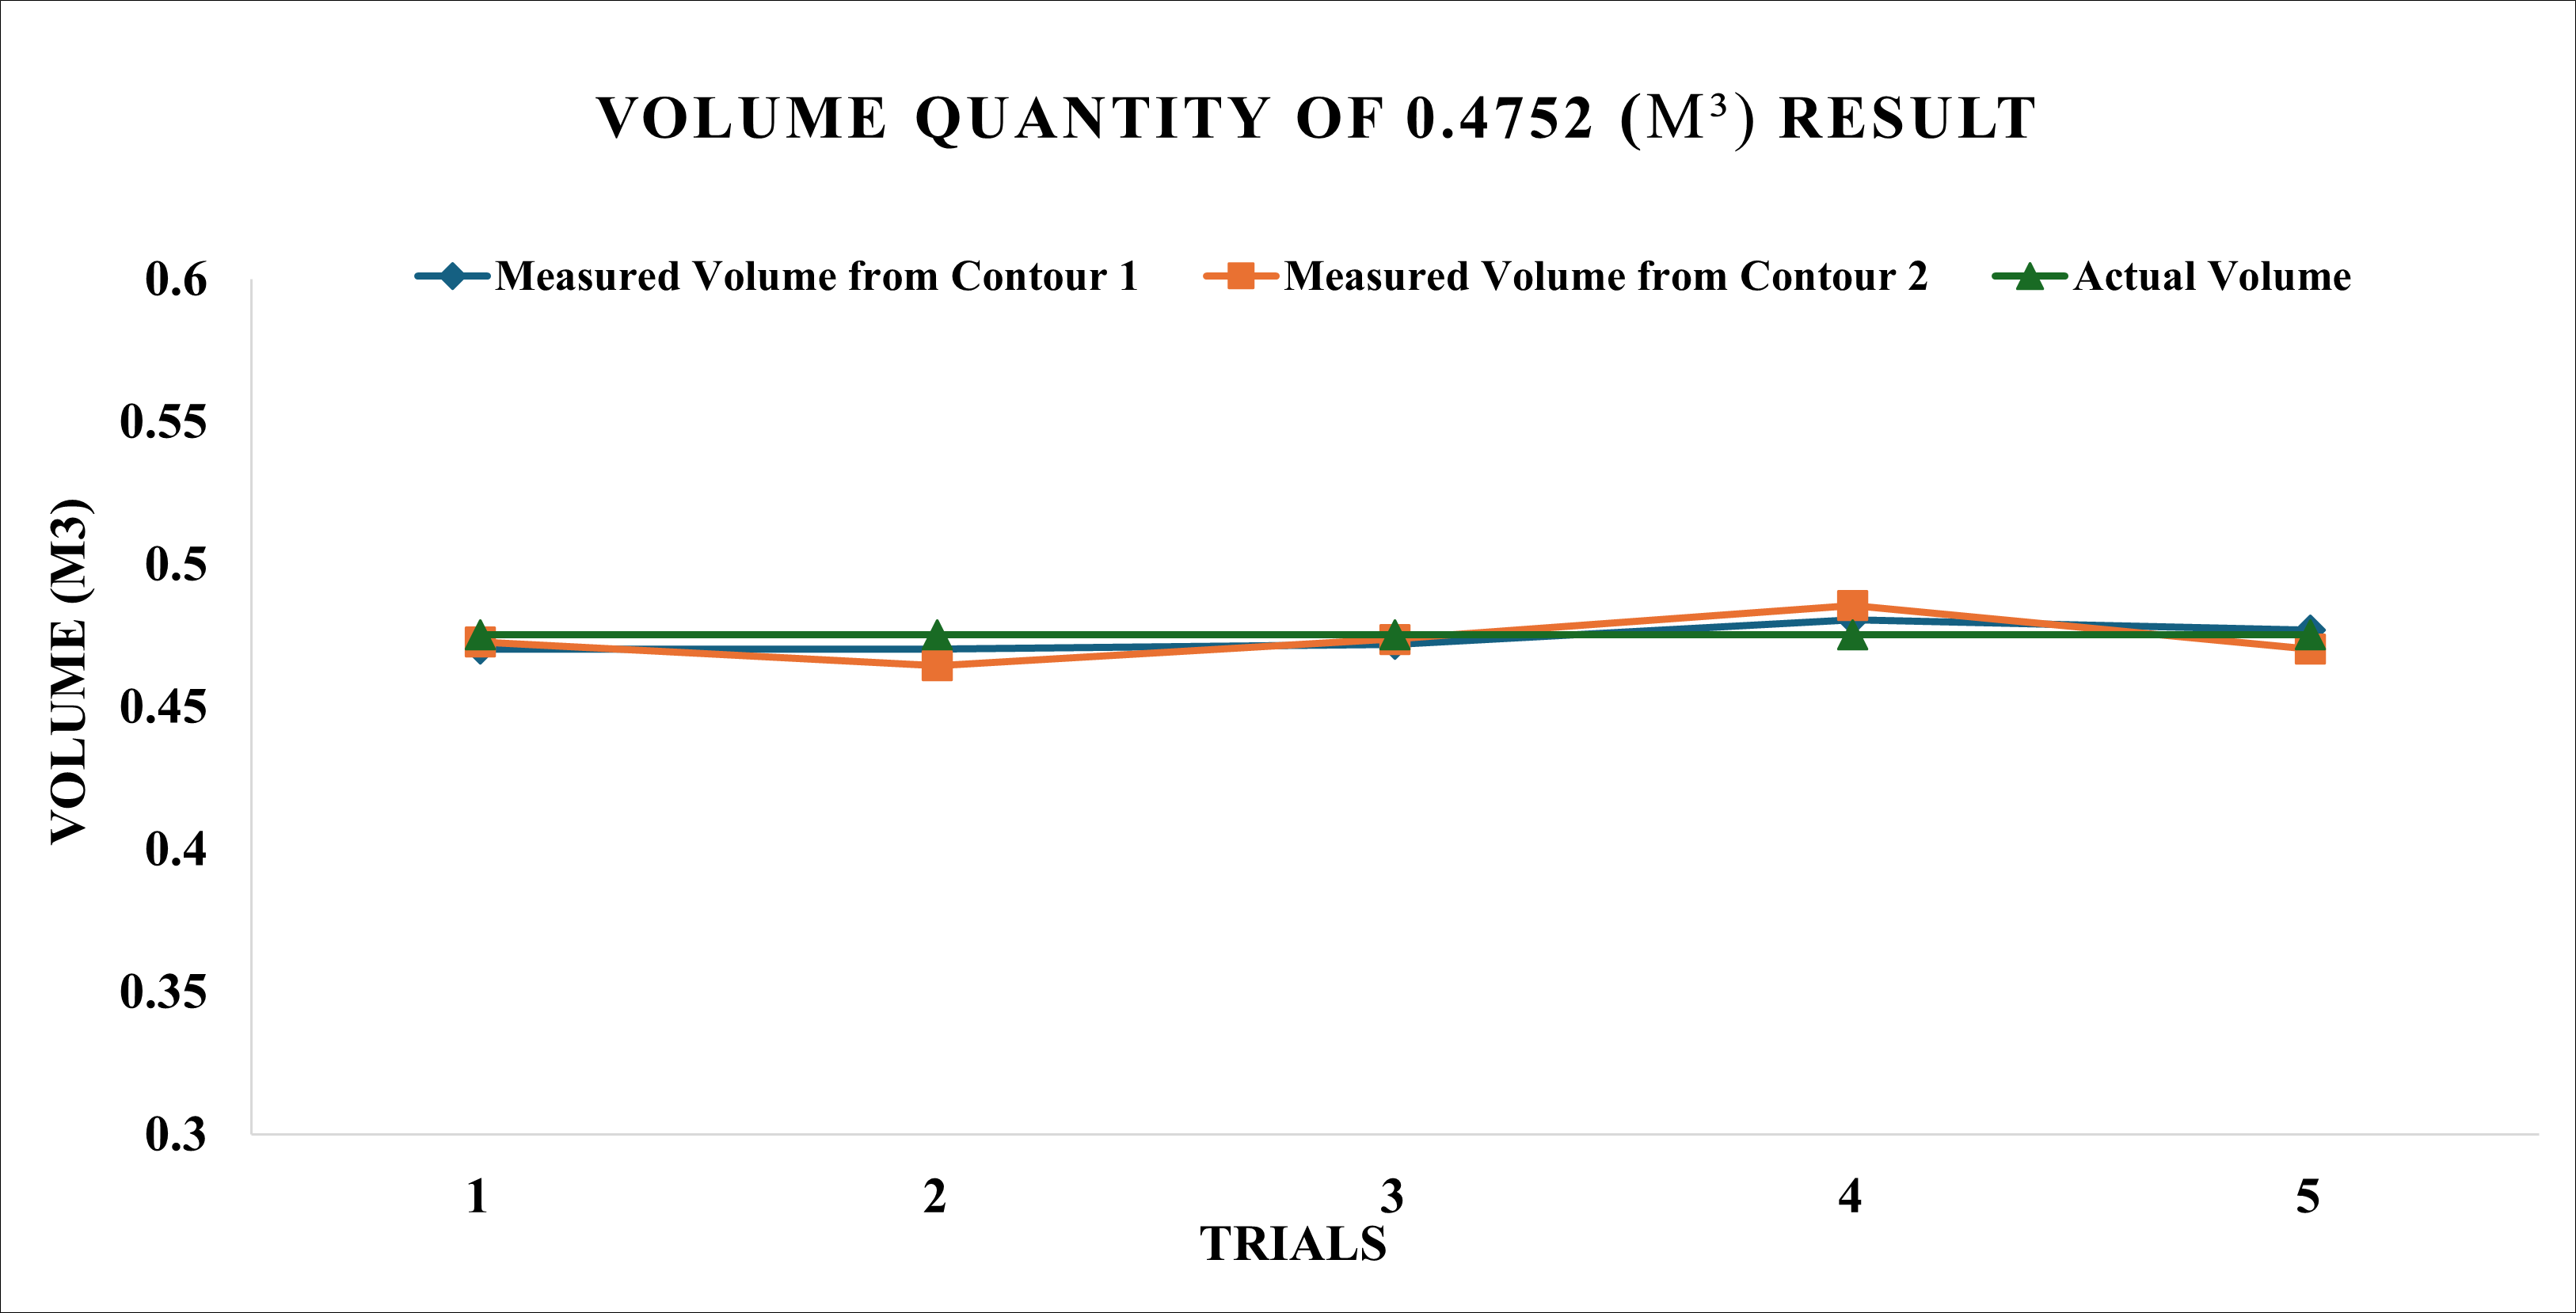 VOLUME QUANTITY OF 0.4752 (M³) RESULT
Measured Volume from Contour 1
Measured Volume from Contour 2
Actual Volume
VOLUME (M3)
0.6
0.55
0.5
0.45
0.4
0.35
0.3
1 2 3 4 5
TRIALS